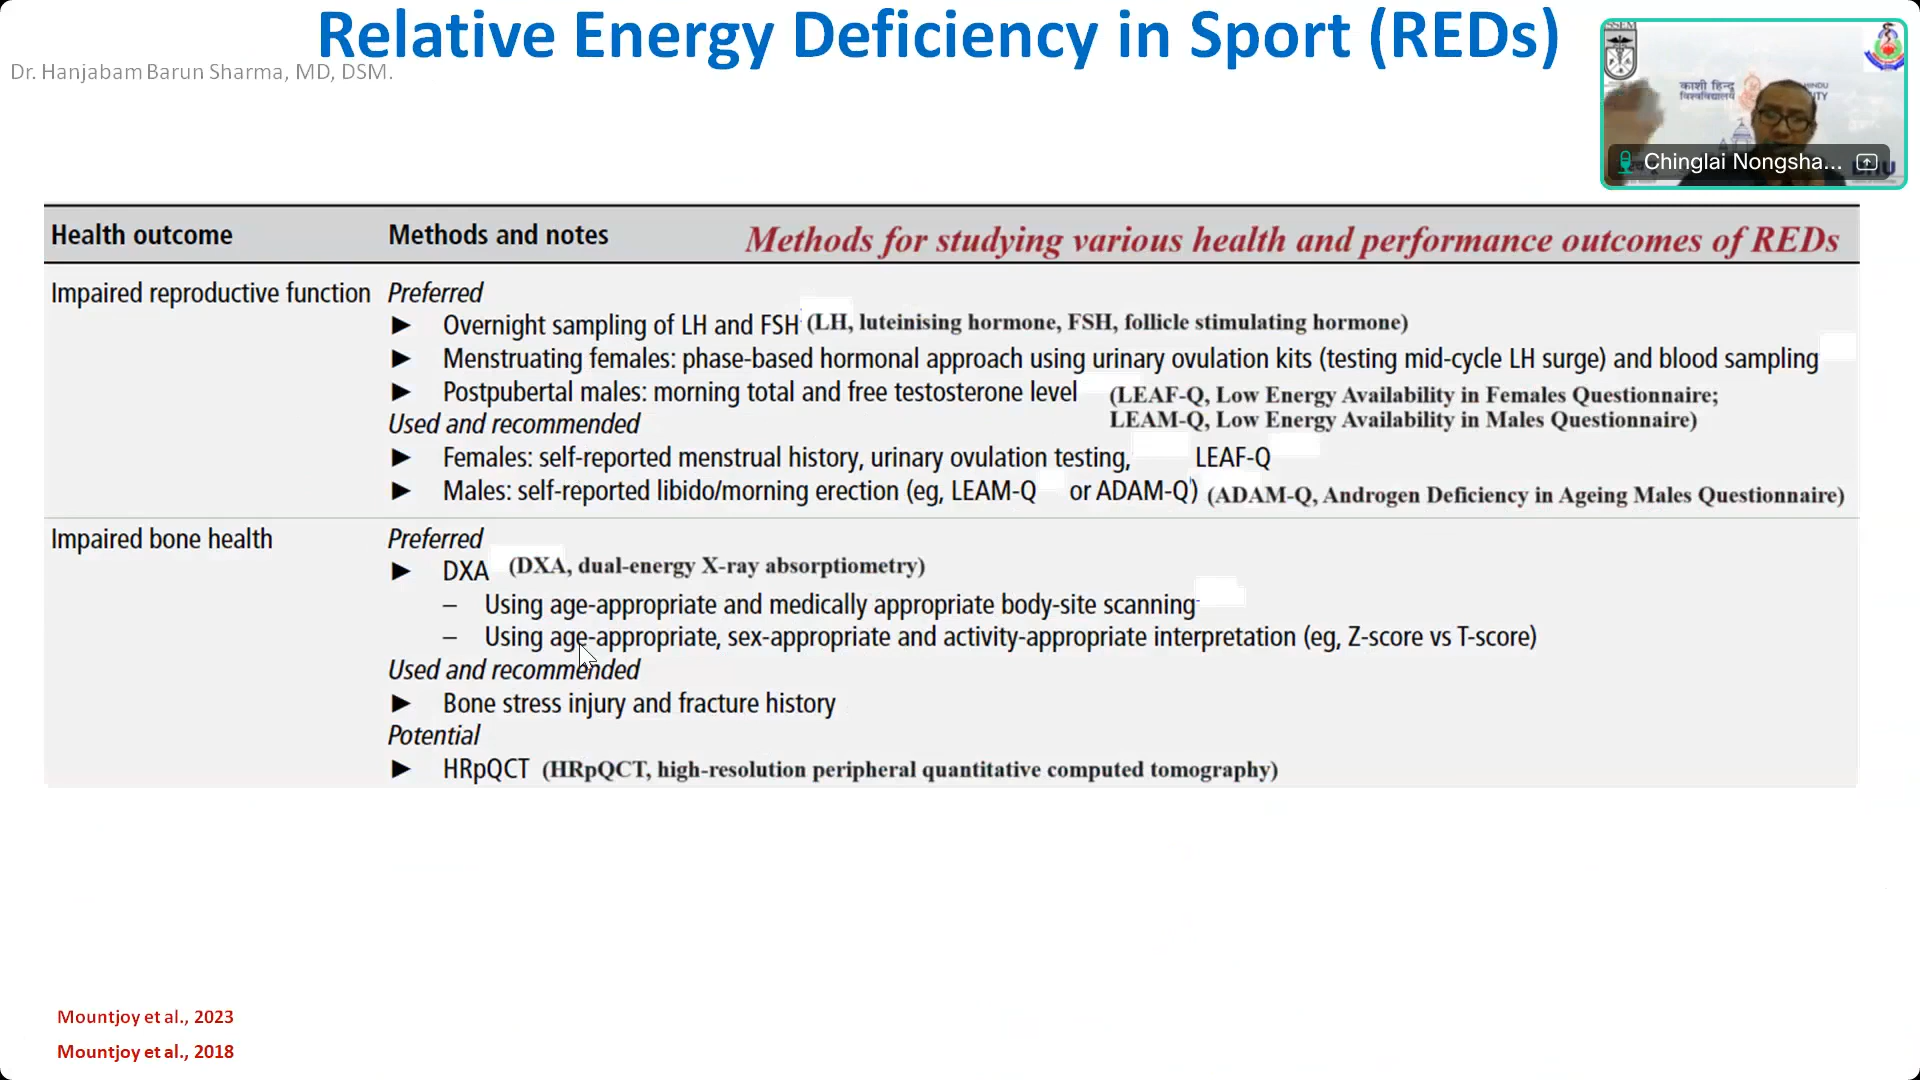 Relative Energy Deficiency in Sport (REDs)
Dr. Hanjabam Barun Sharma, MD, DSM.
काशी हिन्दू
विश्वविद्यालय
Chinglai Nongsha...
Health outcome
Methods and notes
Methods for studying various health and performance outcomes of REDs
Impaired reproductive function
Preferred
► Overnight sampling of LH and FSH (LH, luteinising hormone, FSH, follicle stimulating hormone)
► Menstruating females: phase-based hormonal approach using urinary ovulation kits (testing mid-cycle LH surge) and blood sampling
► Postpubertal males: morning total and free testosterone level
(LEAF-Q, Low Energy Availability in Females Questionnaire;
LEAM-Q, Low Energy Availability in Males Questionnaire)
Used and recommended
► Females: self-reported menstrual history, urinary ovulation testing, LEAF-Q
► Males: self-reported libido/morning erection (eg, LEAM-Q or ADAM-Q) (ADAM-Q, Androgen Deficiency in Ageing Males Questionnaire)
Impaired bone health
Preferred
► DXA (DXA, dual-energy X-ray absorptiometry)
– Using age-appropriate and medically appropriate body-site scanning
– Using age-appropriate, sex-appropriate and activity-appropriate interpretation (eg, Z-score vs T-score)
Used and recommended
► Bone stress injury and fracture history
Potential
► HRpQCT (HRpQCT, high-resolution peripheral quantitative computed tomography)
Mountjoy et al., 2023
Mountjoy et al., 2018